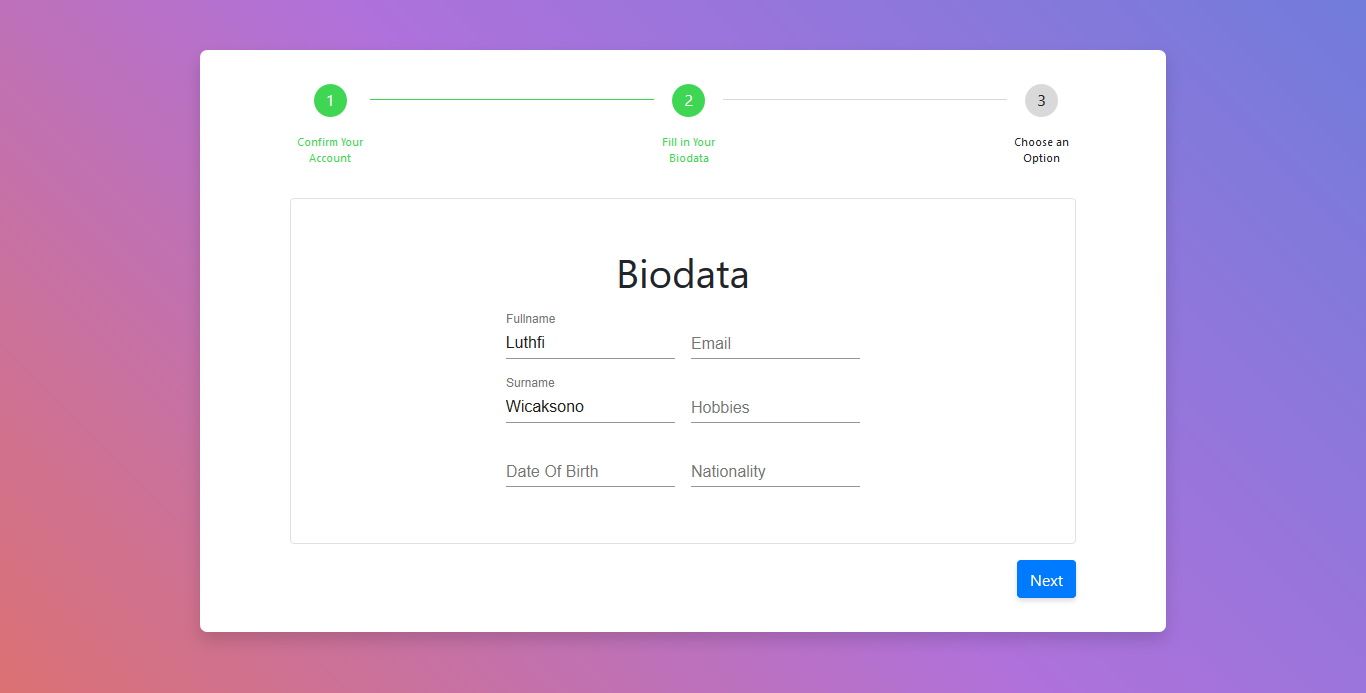 1
2
3
Confirm Your
Account
Fill in Your
Biodata
Choose an
Option
Biodata
Fullname
Luthfi
Email
Surname
Wicaksono
Hobbies
Date Of Birth
Nationality
Next